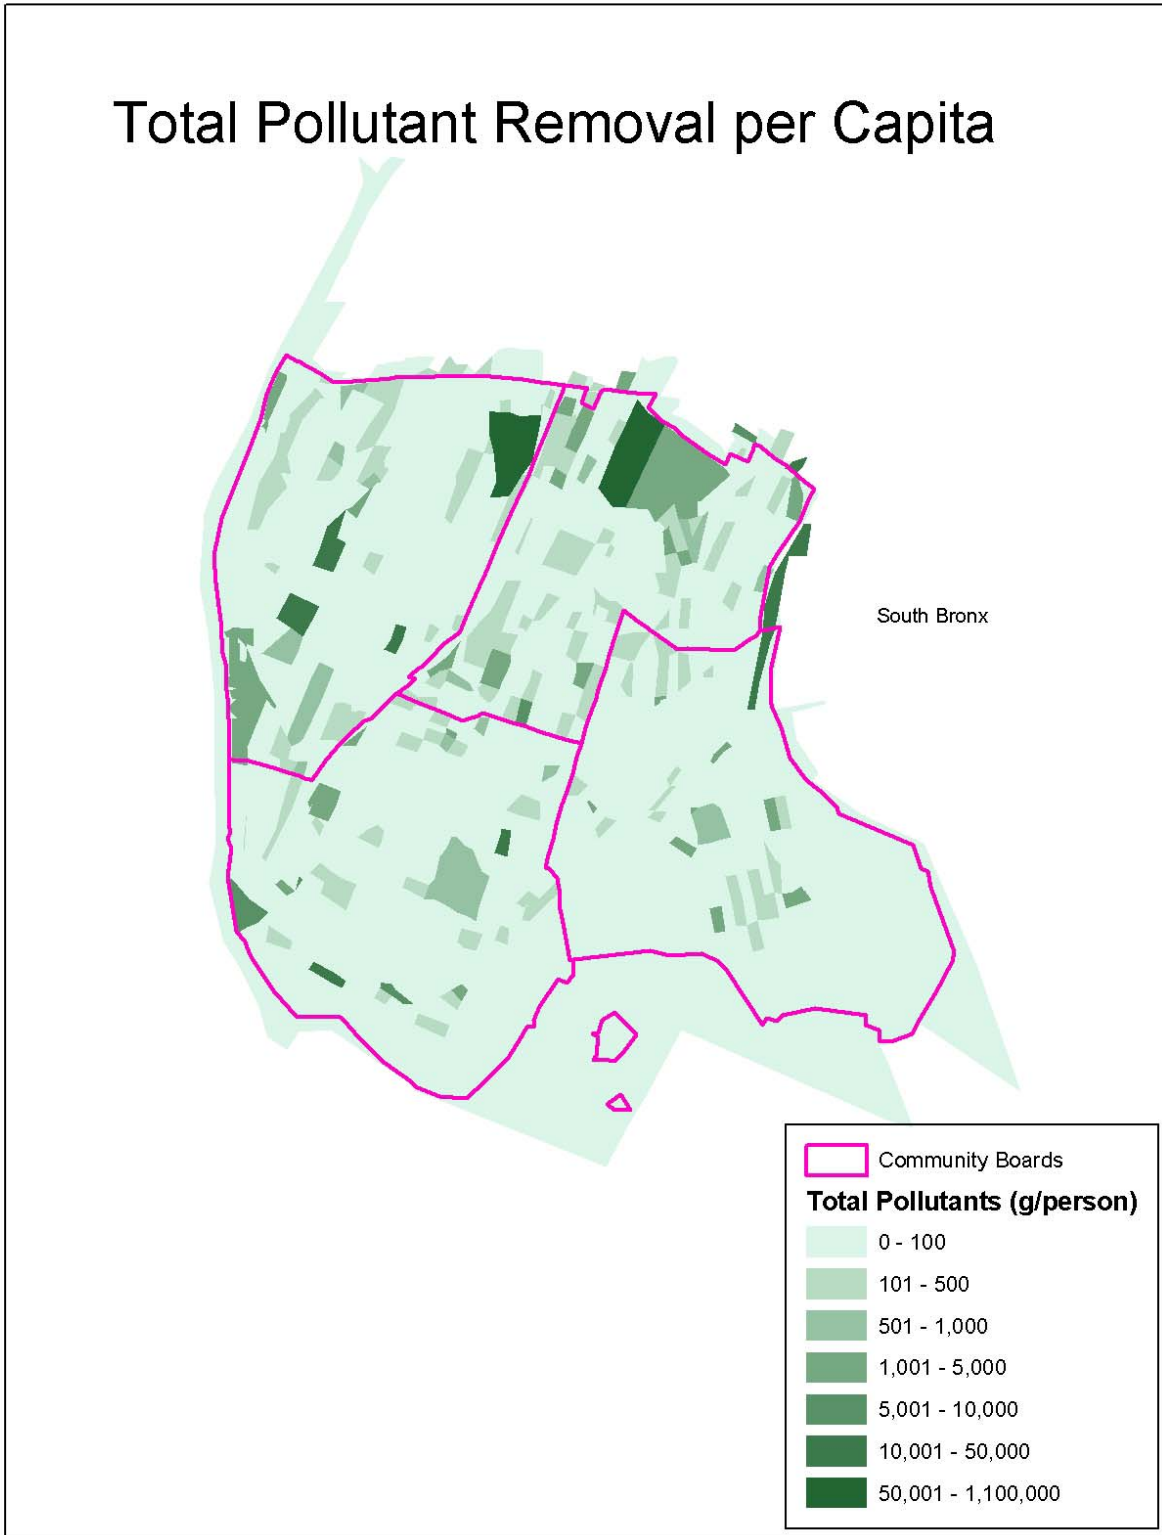 Total Pollutant Removal per Capita
South Bronx
Community Boards
Total Pollutants (g/person)
0 - 100
101 - 500
501 - 1,000
1,001 - 5,000
5,001 - 10,000
10,001 - 50,000
50,001 - 1,100,000